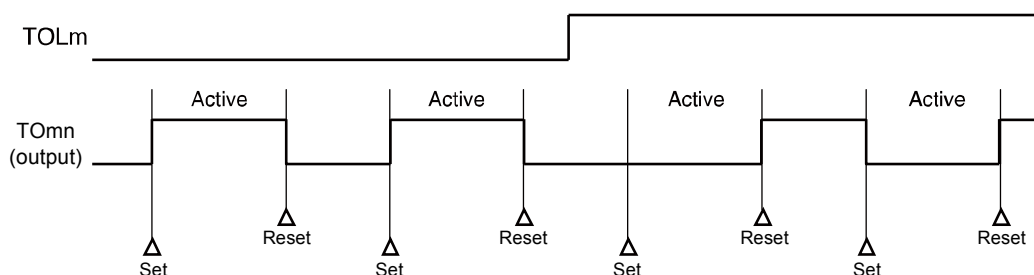 TOLm
Active Active Active Active
TOmn
(output)
Reset Reset Reset Reset
Set Set Set Set